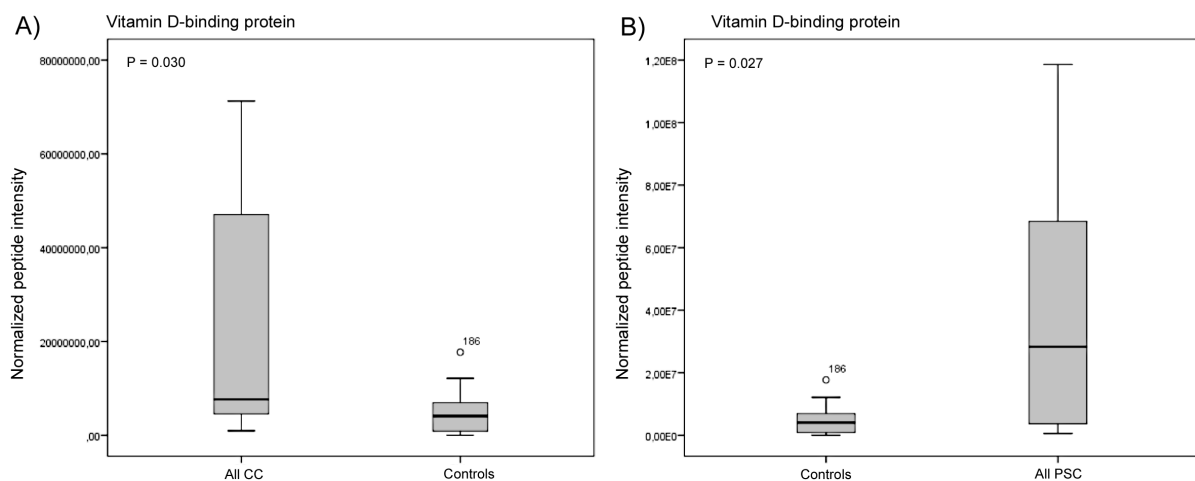 A)
Vitamin D-binding protein
P = 0.030
Normalized peptide intensity
80000000,00
60000000,00
40000000,00
20000000,00
,00
186
All CC
Controls
B)
Vitamin D-binding protein
P = 0.027
Normalized peptide intensity
1,20E8
1,00E8
8,00E7
6,00E7
4,00E7
2,00E7
0,00E0
186
Controls
All PSC